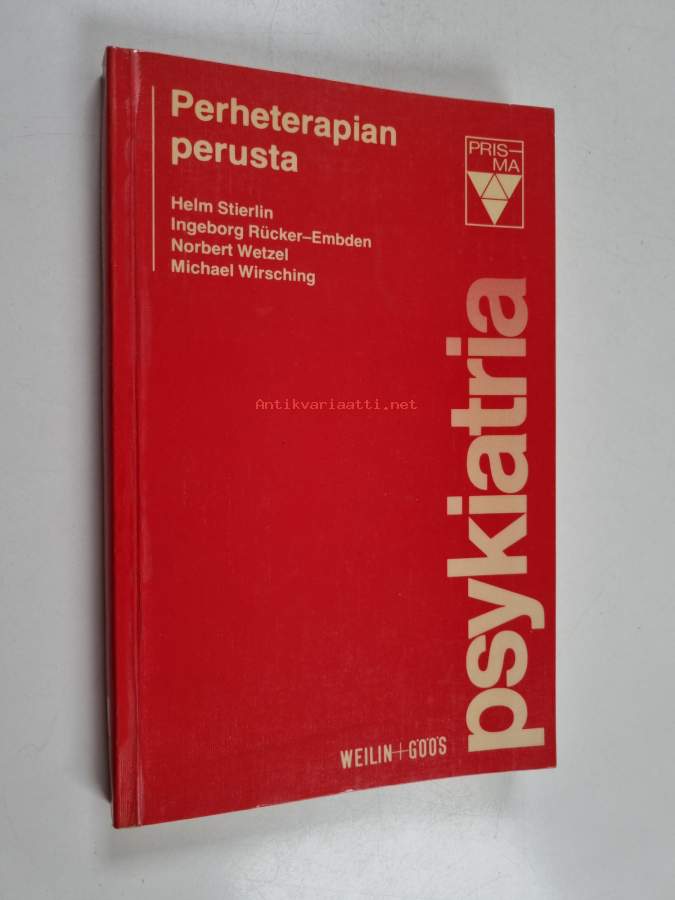 Perheterapian
perusta
Helm Stierlin
Ingeborg Rücker–Embden
Norbert Wetzel
Michael Wirsching
PRIS–
MA
psykiatria
Antikvariaatti.net
WEILIN+GÖÖS